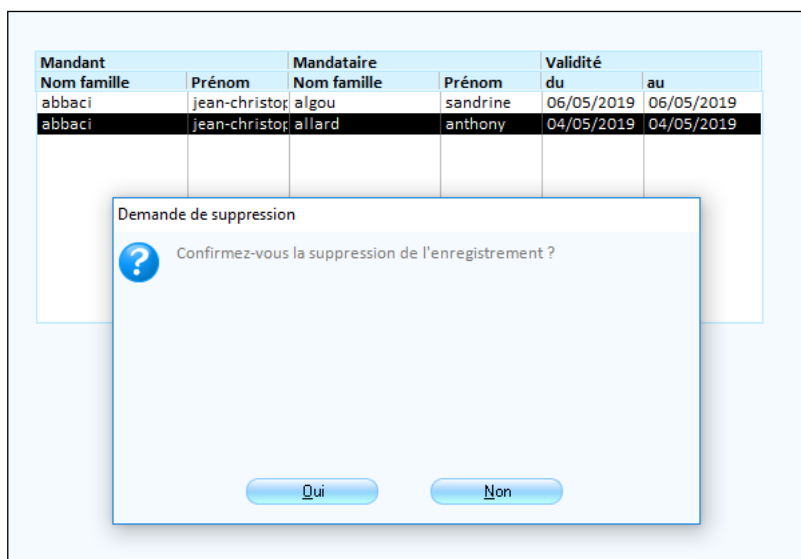 Mandant Mandataire Validité
Nom famille Prénom Nom famille Prénom du au
abbaci jean-christop algou sandrine 06/05/2019 06/05/2019
abbaci jean-christop allard anthony 04/05/2019 04/05/2019
Demande de suppression
Confirmez-vous la suppression de l'enregistrement ?
Oui Non